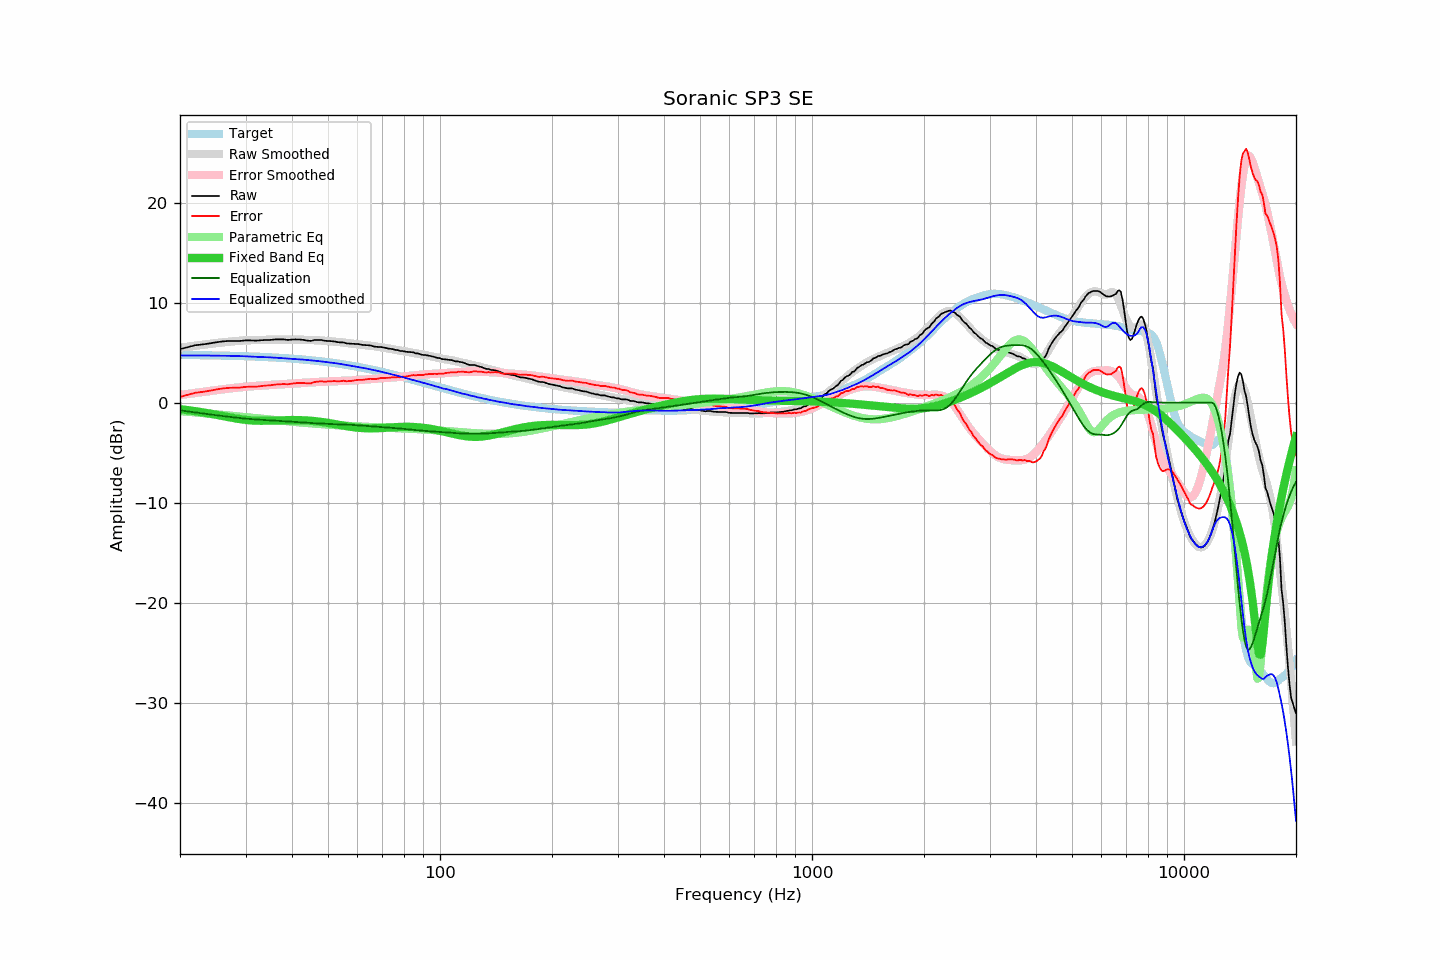 Soranic SP3 SE
Target
Raw Smoothed
Error Smoothed
Raw
Error
Parametric Eq
Fixed Band Eq
Equalization
Equalized smoothed
20
10
0
−10
−20
−30
−40
Amplitude (dBr)
100
1000
10000
Frequency (Hz)